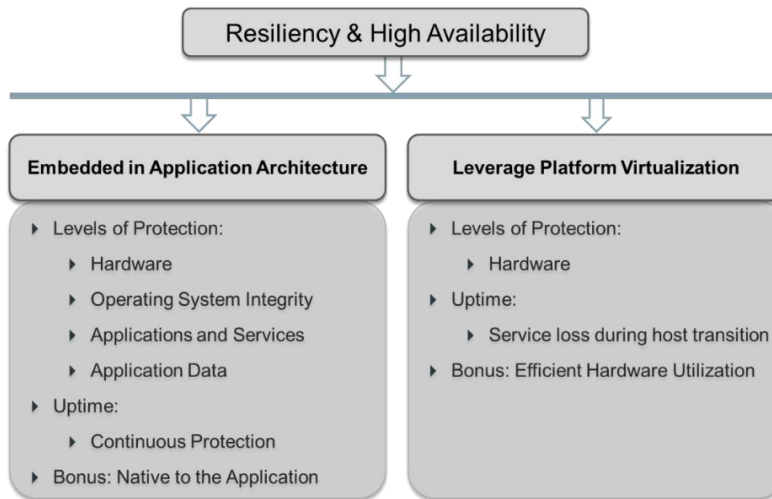 Resiliency & High Availability
Embedded in Application Architecture
Levels of Protection:
Hardware
Operating System Integrity
Applications and Services
Application Data
Uptime:
Continuous Protection
Bonus: Native to the Application
Leverage Platform Virtualization
Levels of Protection:
Hardware
Uptime:
Service loss during host transition
Bonus: Efficient Hardware Utilization